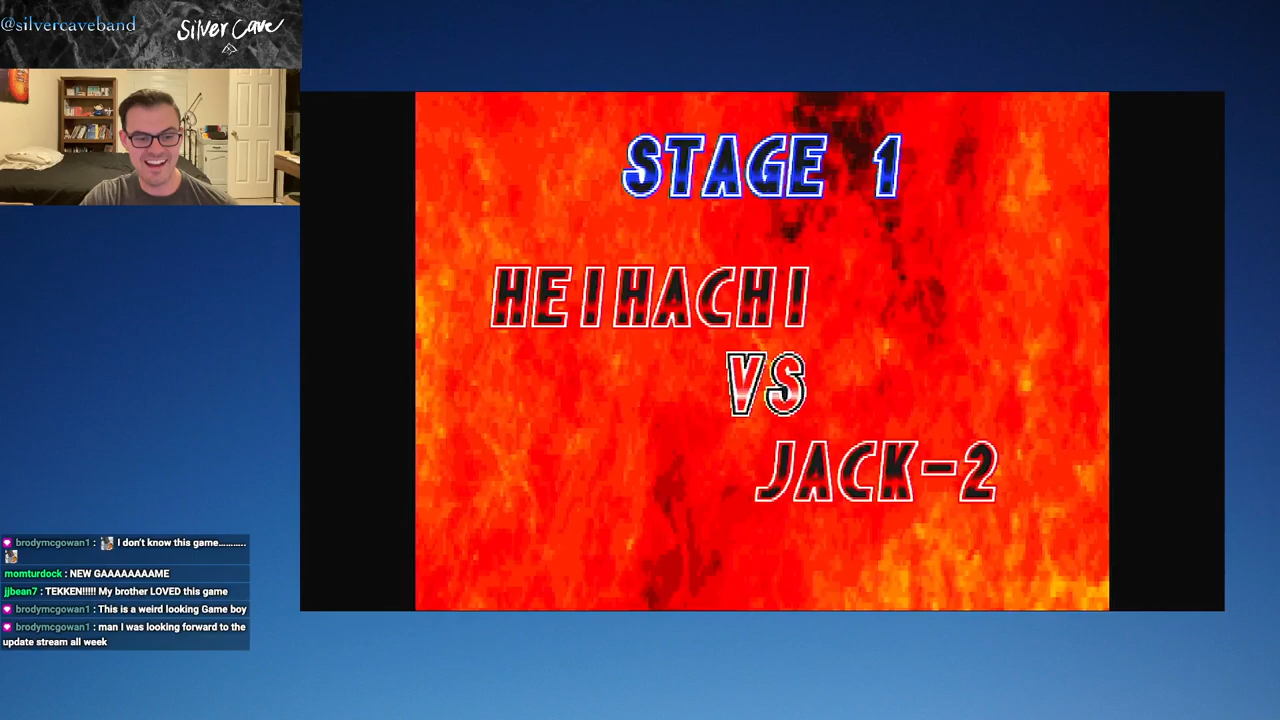 @silvercaveband
Silver Cave
STAGE 1
HEIHACHI
VS
JACK-2
brodymcgowan1 : I don't know this game...........
momturdock : NEW GAAAAAAAAME
jjbean7 : TEKKEN!!!!! My brother LOVED this game
brodymcgowan1 : This is a weird looking Game boy
brodymcgowan1 : man I was looking forward to the
update stream all week